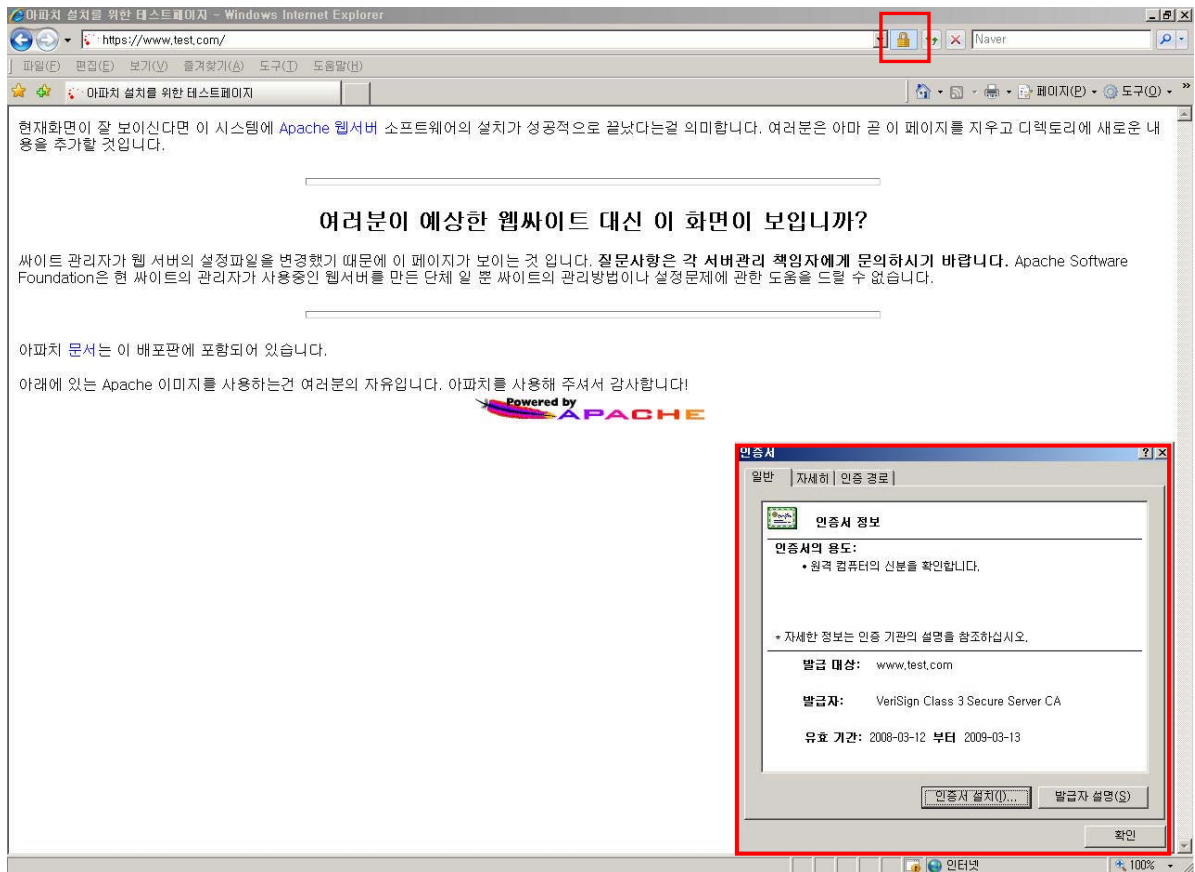 아파치 설치를 위한 테스트페이지 - Windows Internet Explorer
https://www.test.com/
Naver
파일(F) 편집(E) 보기(V) 즐겨찾기(A) 도구(T) 도움말(H)
아파치 설치를 위한 테스트페이지
페이지(P) 도구(O)
현재화면이 잘 보이신다면 이 시스템에 Apache 웹서버 소프트웨어의 설치가 성공적으로 끝났다는걸 의미합니다. 여러분은 아마 곧 이 페이지를 지우고 디렉토리에 새로운 내
용을 추가할 것입니다.
여러분이 예상한 웹싸이트 대신 이 화면이 보입니까?
싸이트 관리자가 웹 서버의 설정파일을 변경했기 때문에 이 페이지가 보이는 것 입니다. 질문사항은 각 서버관리 책임자에게 문의하시기 바랍니다. Apache Software
Foundation은 현 싸이트의 관리자가 사용중인 웹서버를 만든 단체 일 뿐 싸이트의 관리방법이나 설정문제에 관한 도움을 드릴 수 없습니다.
아파치 문서는 이 배포판에 포함되어 있습니다.
아래에 있는 Apache 이미지를 사용하는건 여러분의 자유입니다. 아파치를 사용해 주셔서 감사합니다!
Powered by
APACHE
인증서
일반 자세히 인증 경로
인증서 정보
인증서의 용도:
• 원격 컴퓨터의 신분을 확인합니다.
* 자세한 정보는 인증 기관의 설명을 참조하십시오.
발급 대상: www.test.com
발급자: VeriSign Class 3 Secure Server CA
유효 기간: 2008-03-12 부터 2009-03-13
인증서 설치(I)... 발급자 설명(S)
확인
인터넷 100%